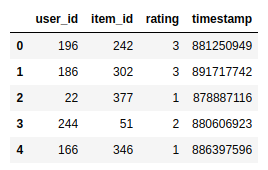 user_id item_id rating timestamp
0 196 242 3 881250949
1 186 302 3 891717742
2 22 377 1 878887116
3 244 51 2 880606923
4 166 346 1 886397596